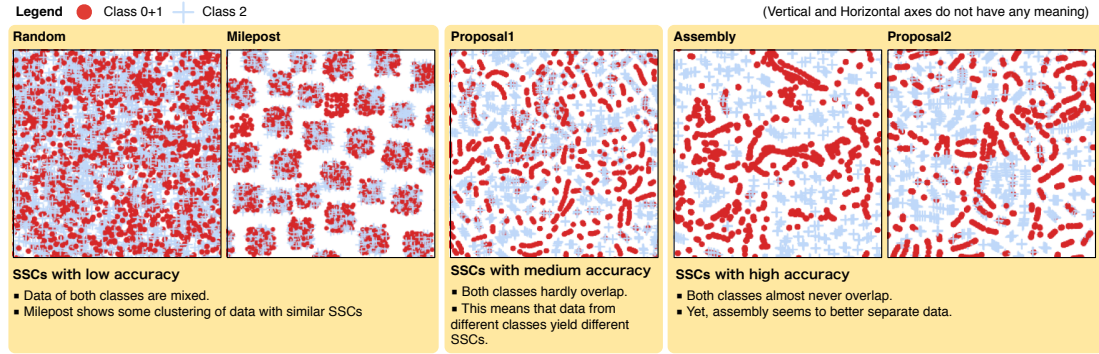 Legend Class 0+1 Class 2 (Vertical and Horizontal axes do not have any meaning)
Random Milepost Proposal1 Assembly Proposal2
SSCs with low accuracy
▪ Data of both classes are mixed.
▪ Milepost shows some clustering of data with similar SSCs
SSCs with medium accuracy
▪ Both classes hardly overlap.
▪ This means that data from
different classes yield different
SSCs.
SSCs with high accuracy
▪ Both classes almost never overlap.
▪ Yet, assembly seems to better separate data.